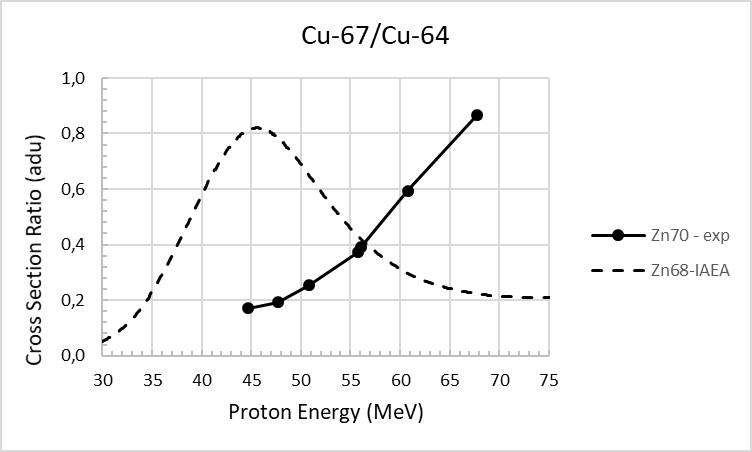 Cu-67/Cu-64
Cross Section Ratio (adu)
1,0
0,8
0,6
0,4
0,2
0,0
30 35 40 45 50 55 60 65 70 75
Proton Energy (MeV)
Zn70 - exp
Zn68-IAEA